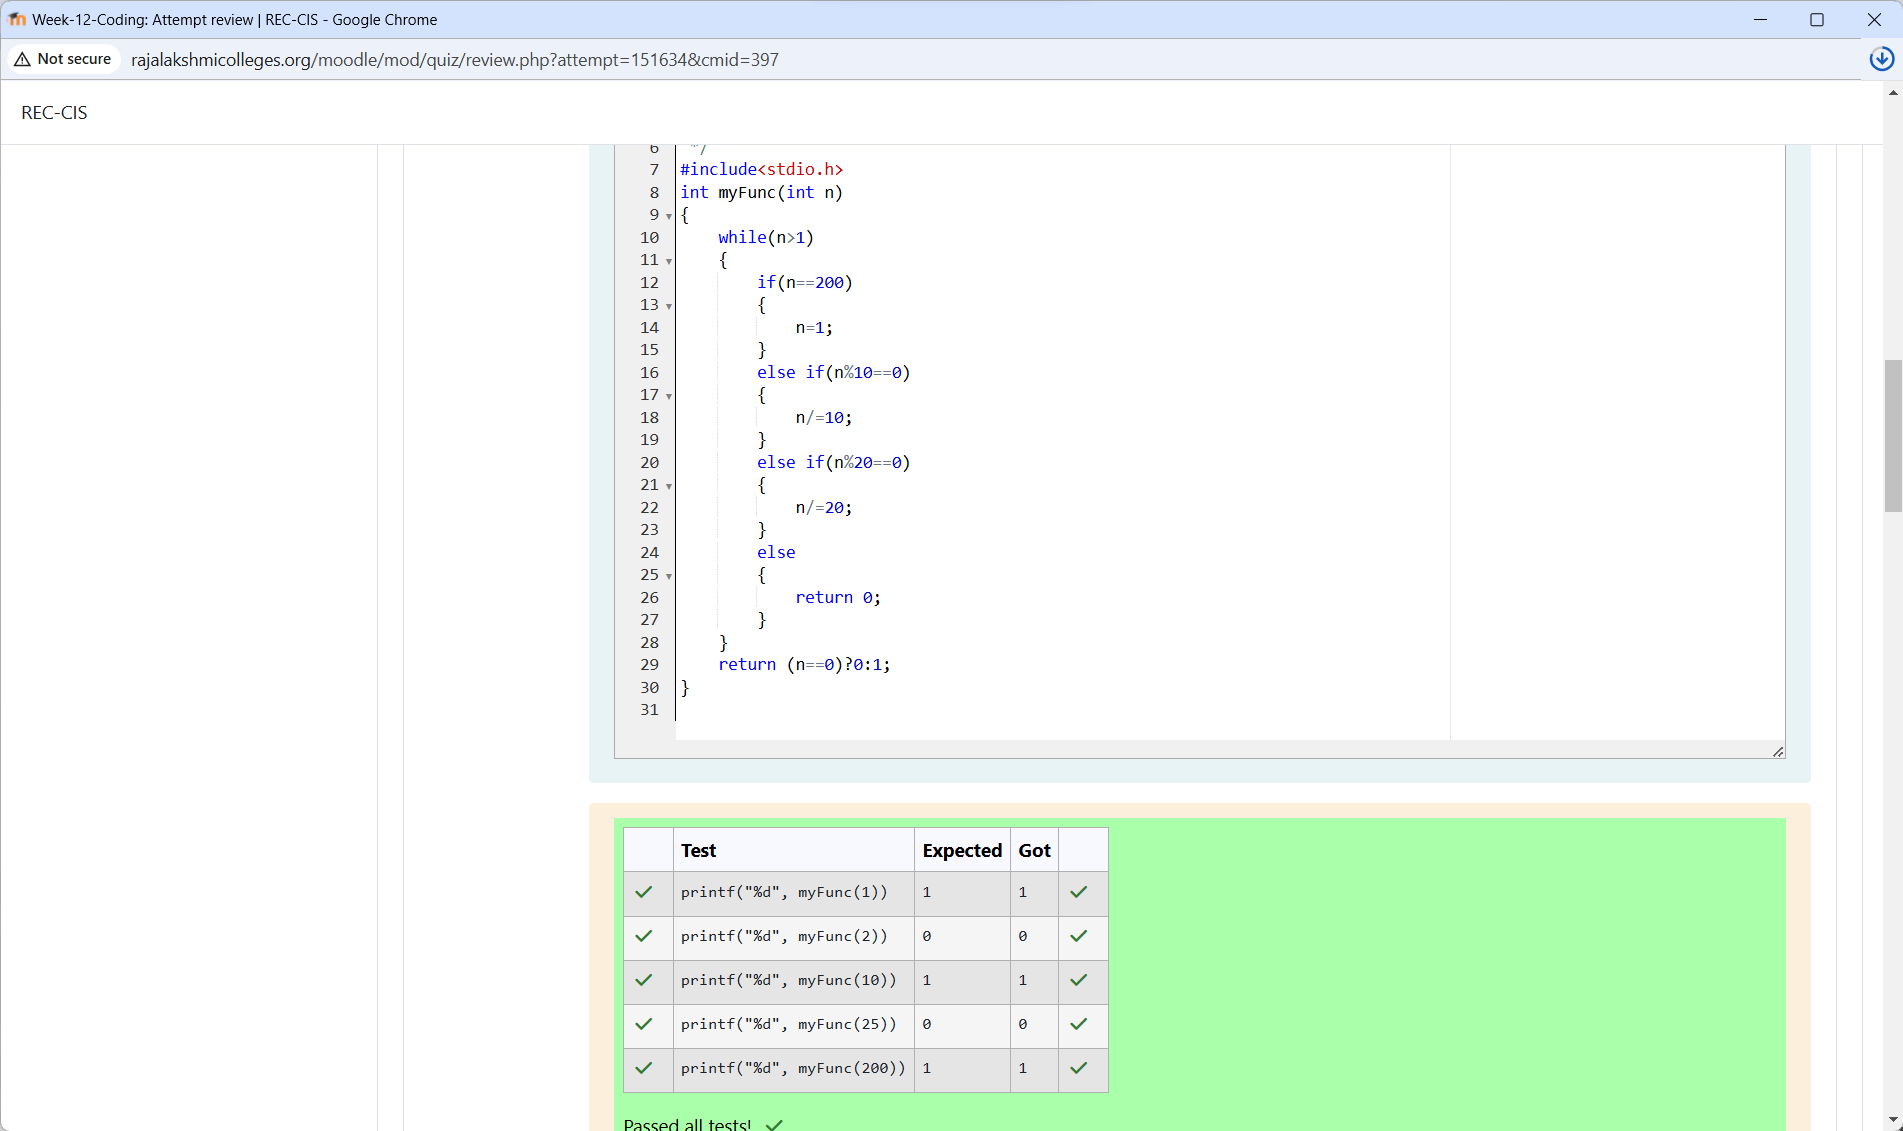 Week-12-Coding: Attempt review | REC-CIS - Google Chrome
Not secure rajalakshmicolleges.org/moodle/mod/quiz/review.php?attempt=151634&cmid=397
REC-CIS
6 */
7 #include<stdio.h>
8 int myFunc(int n)
9 {
10 while(n>1)
11 {
12 if(n==200)
13 {
14 n=1;
15 }
16 else if(n%10==0)
17 {
18 n/=10;
19 }
20 else if(n%20==0)
21 {
22 n/=20;
23 }
24 else
25 {
26 return 0;
27 }
28 }
29 return (n==0)?0:1;
30 }
31
Test Expected Got
printf("%d", myFunc(1)) 1 1
printf("%d", myFunc(2)) 0 0
printf("%d", myFunc(10)) 1 1
printf("%d", myFunc(25)) 0 0
printf("%d", myFunc(200)) 1 1
Passed all tests!